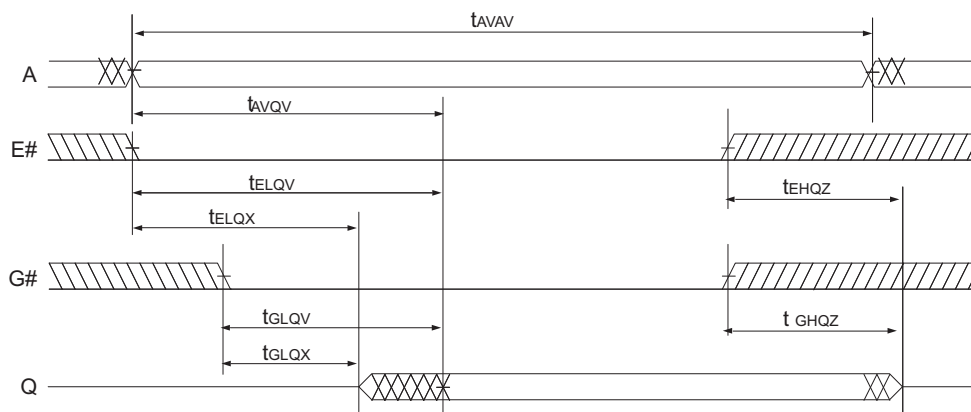 tAVAV
A
tAVQV
E#
tELQV
tEHQZ
tELQX
G#
tGLQV
t GHQZ
tGLQX
Q